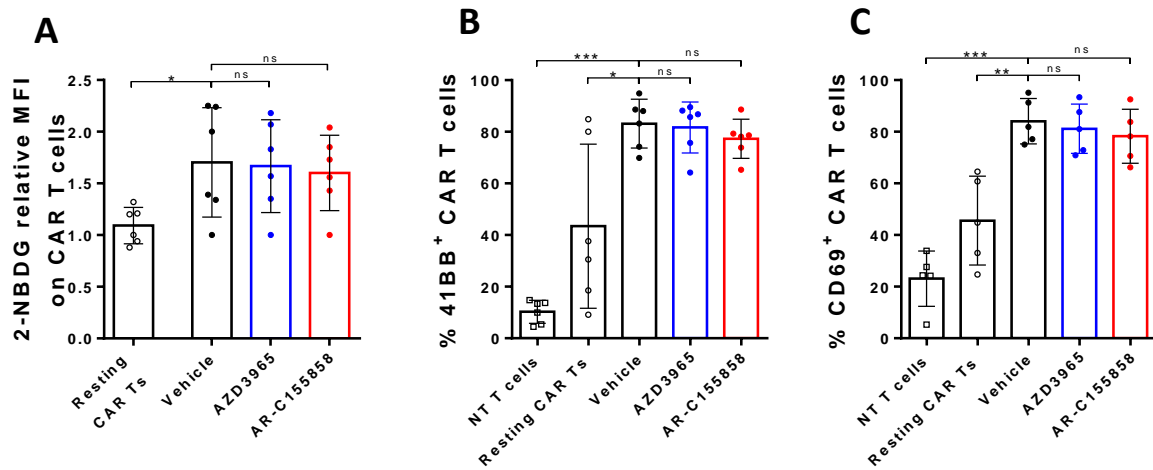 A
2-NBDG relative MFI
on CAR T cells
2.5
2.0
1.5
1.0
0.5
0.0
*
ns
ns
Resting
CAR Ts
Vehicle
AZD3965
AR-C155858
B
% 41BB+ CAR T cells
100
80
60
40
20
0
***
ns
*
ns
NT T cells
Resting CAR Ts
Vehicle
AZD3965
AR-C155858
C
% CD69+ CAR T cells
100
80
60
40
20
0
***
ns
**
ns
NT T cells
Resting CAR Ts
Vehicle
AZD3965
AR-C155858